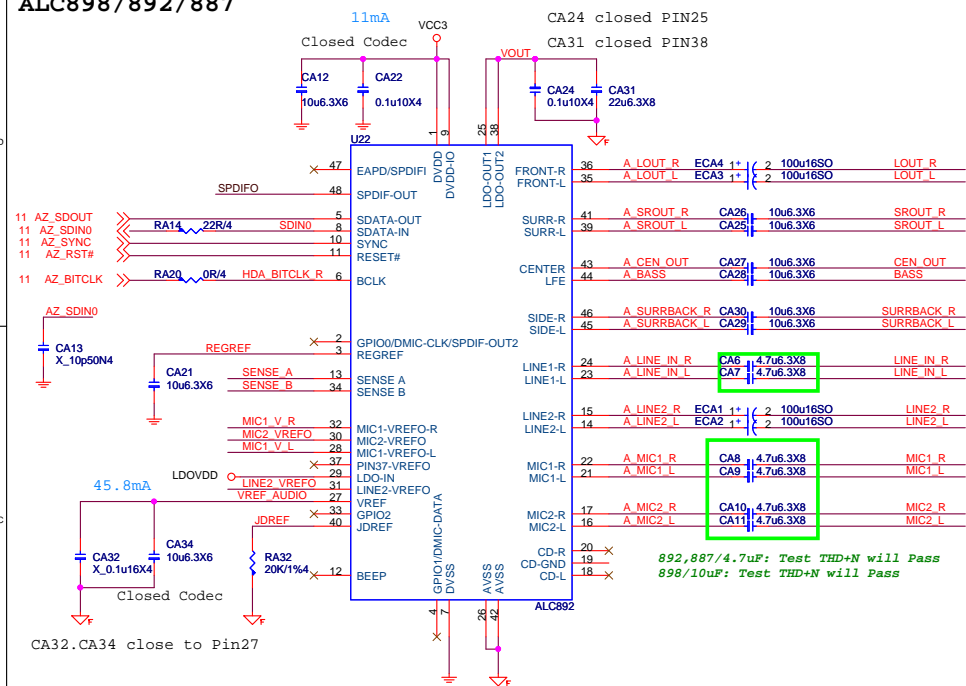 ALC898/892/887
11mA
VCC3
CA24 closed PIN25
Closed Codec
CA31 closed PIN38
VOUT
CA12
10u6.3X6
CA22
0.1u10X4
CA24
0.1u10X4
CA31
22u6.3X8
1
9
25
38
U22
DVDD
DVDD-IO
LDO-OUT1
LDO-OUT2
F
47 EAPD/SPDIFI
SPDIFO 48 SPDIF-OUT
11 AZ_SDOUT 5 SDATA-OUT
11 AZ_SDIN0 RA14 22R/4 SDIN0 8 SDATA-IN
11 AZ_SYNC 10 SYNC
11 AZ_RST# 11 RESET#
11 AZ_BITCLK RA20 0R/4 HDA_BITCLK_R 6 BCLK
AZ_SDIN0
CA13
X_10p50N4
2 GPIO0/DMIC-CLK/SPDIF-OUT2
REGREF 3 REGREF
CA21
10u6.3X6
SENSE_A 13 SENSE A
SENSE_B 34 SENSE B
MIC1_V_R 32 MIC1-VREFO-R
MIC2_VREFO 30 MIC2-VREFO
MIC1_V_L 28 MIC1-VREFO-L
37 PIN37-VREFO
LDOVDD 29 LDO-IN
LINE2_VREFO 31 LINE2-VREFO
45.8mA
VREF_AUDIO 27 VREF
33 GPIO2
JDREF 40 JDREF
CA32
X_0.1u16X4
CA34
10u6.3X6
RA32
20K/1%4
12 BEEP
Closed Codec
F
F
CA32.CA34 close to Pin27
GPIO1/DMIC-DATA
DVSS
AVSS
AVSS
4
7
26
42
ALC892
F
FRONT-R 36 A_LOUT_R ECA4 1 + 2 100u16SO LOUT_R
FRONT-L 35 A_LOUT_L ECA3 1 + 2 100u16SO LOUT_L
SURR-R 41 A_SROUT_R CA26 10u6.3X6 SROUT_R
SURR-L 39 A_SROUT_L CA25 10u6.3X6 SROUT_L
CENTER 43 A_CEN_OUT CA27 10u6.3X6 CEN_OUT
LFE 44 A_BASS CA28 10u6.3X6 BASS
SIDE-R 46 A_SURRBACK_R CA30 10u6.3X6 SURRBACK_R
SIDE-L 45 A_SURRBACK_L CA29 10u6.3X6 SURRBACK_L
LINE1-R 24 A_LINE_IN_R CA6 4.7u6.3X8 LINE_IN_R
LINE1-L 23 A_LINE_IN_L CA7 4.7u6.3X8 LINE_IN_L
LINE2-R 15 A_LINE2_R ECA1 1 + 2 100u16SO LINE2_R
LINE2-L 14 A_LINE2_L ECA2 1 + 2 100u16SO LINE2_L
MIC1-R 22 A_MIC1_R CA8 4.7u6.3X8 MIC1_R
MIC1-L 21 A_MIC1_L CA9 4.7u6.3X8 MIC1_L
MIC2-R 17 A_MIC2_R CA10 4.7u6.3X8 MIC2_R
MIC2-L 16 A_MIC2_L CA11 4.7u6.3X8 MIC2_L
CD-R 20
CD-GND 19
CD-L 18
892,887/4.7uF: Test THD+N will Pass
898/10uF: Test THD+N will Pass
C